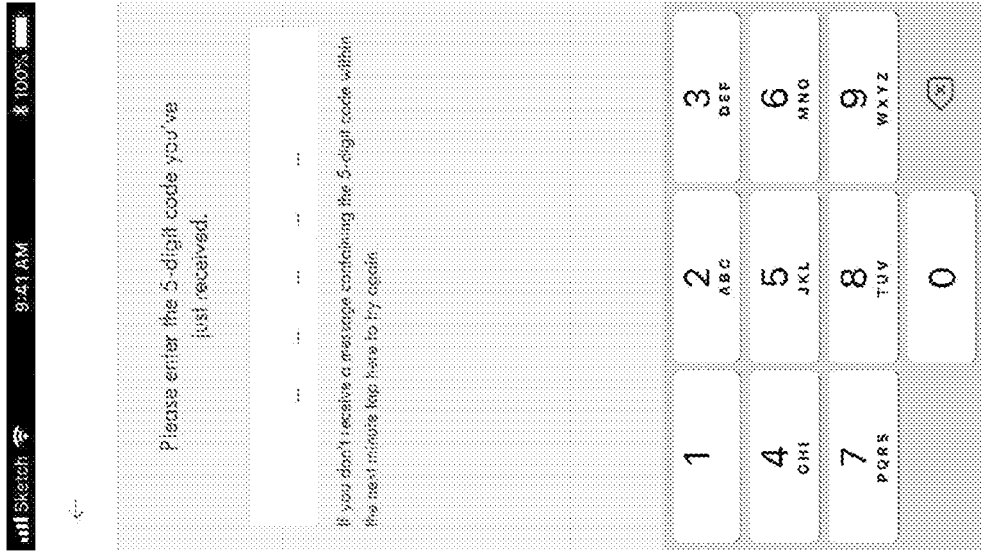 Sketch 9:41 AM 100%
Please enter the 5-digit code you've
just received.
If you don't receive a message containing the 5-digit code within
the next minute tap here to try again
1 2 3
ABC DEF
4 5 6
GHI JKL MNO
7 8 9
PQRS TUV WXYZ
0